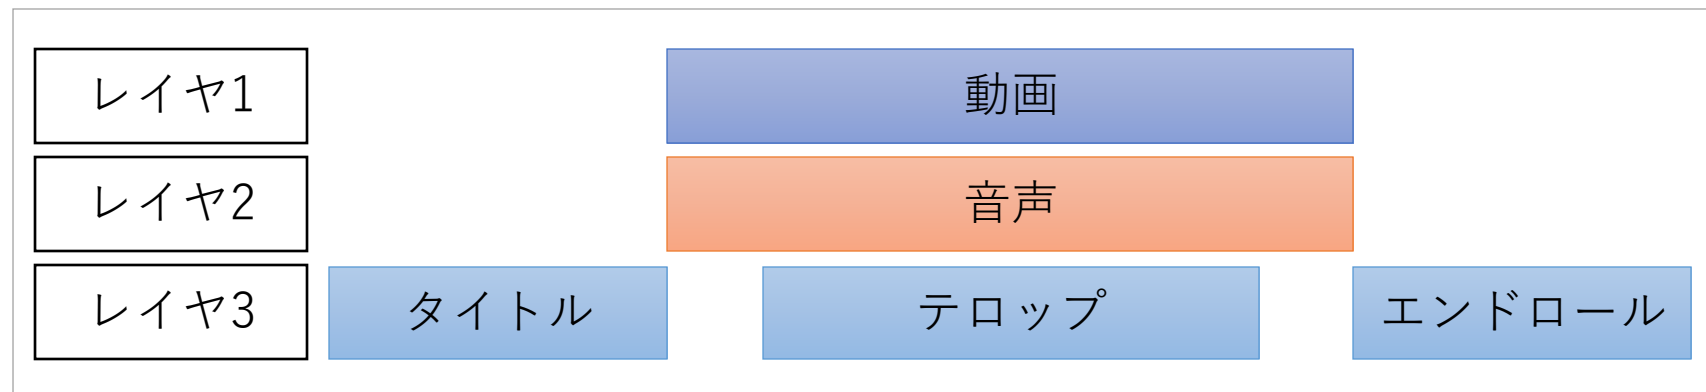 レイヤ1
動画
レイヤ2
音声
レイヤ3
タイトル
テロップ
エンドロール